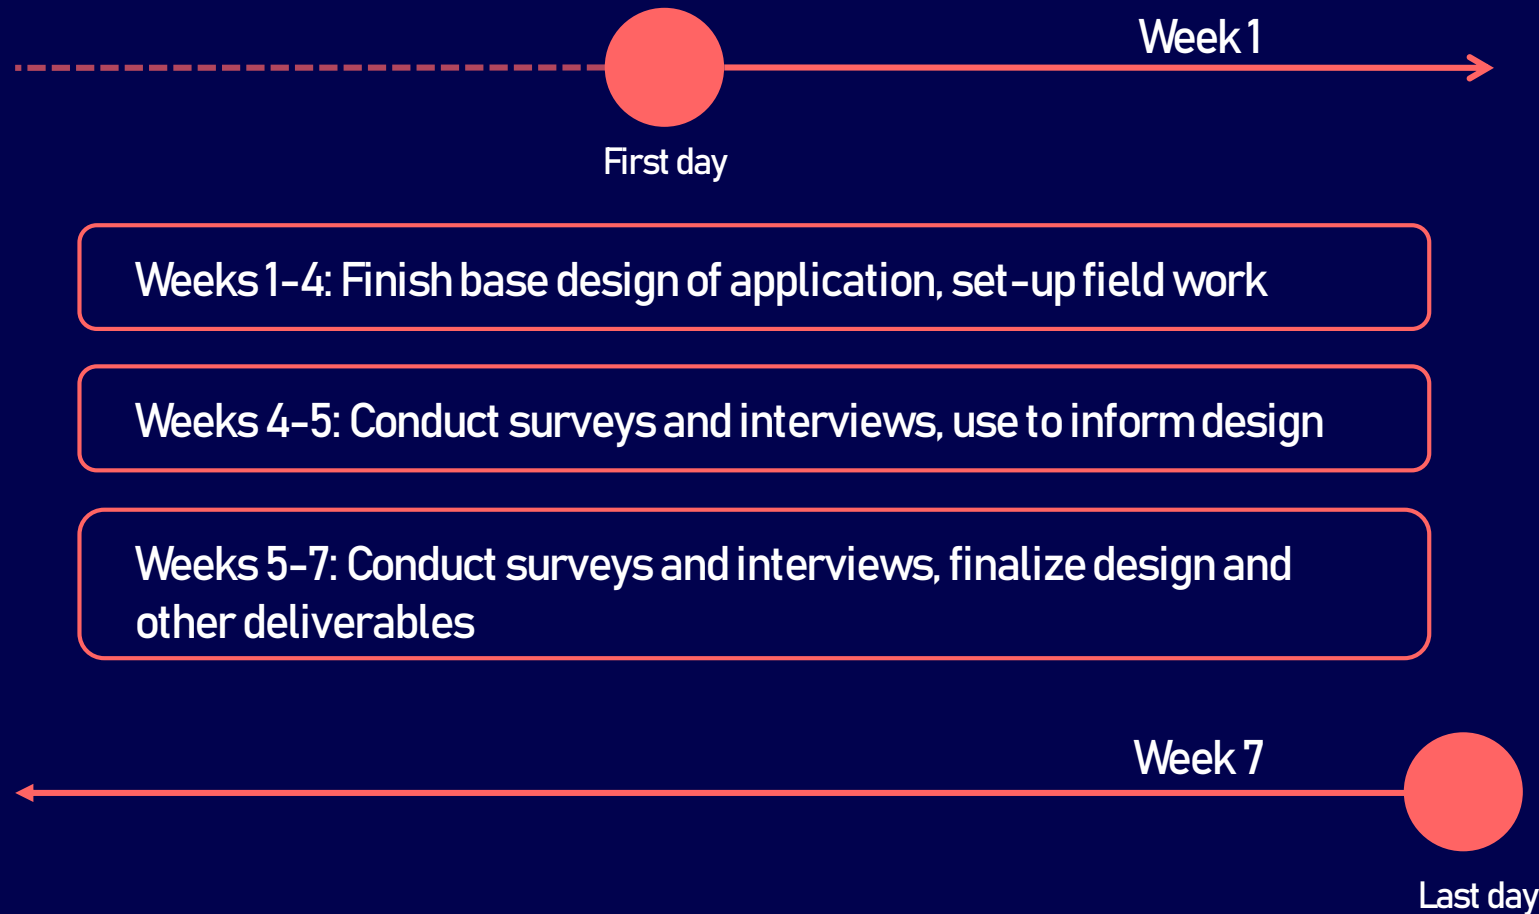 Week 1
First day
Weeks 1-4: Finish base design of application, set-up field work
Weeks 4-5: Conduct surveys and interviews, use to inform design
Weeks 5-7: Conduct surveys and interviews, finalize design and
other deliverables
Week 7
Last day